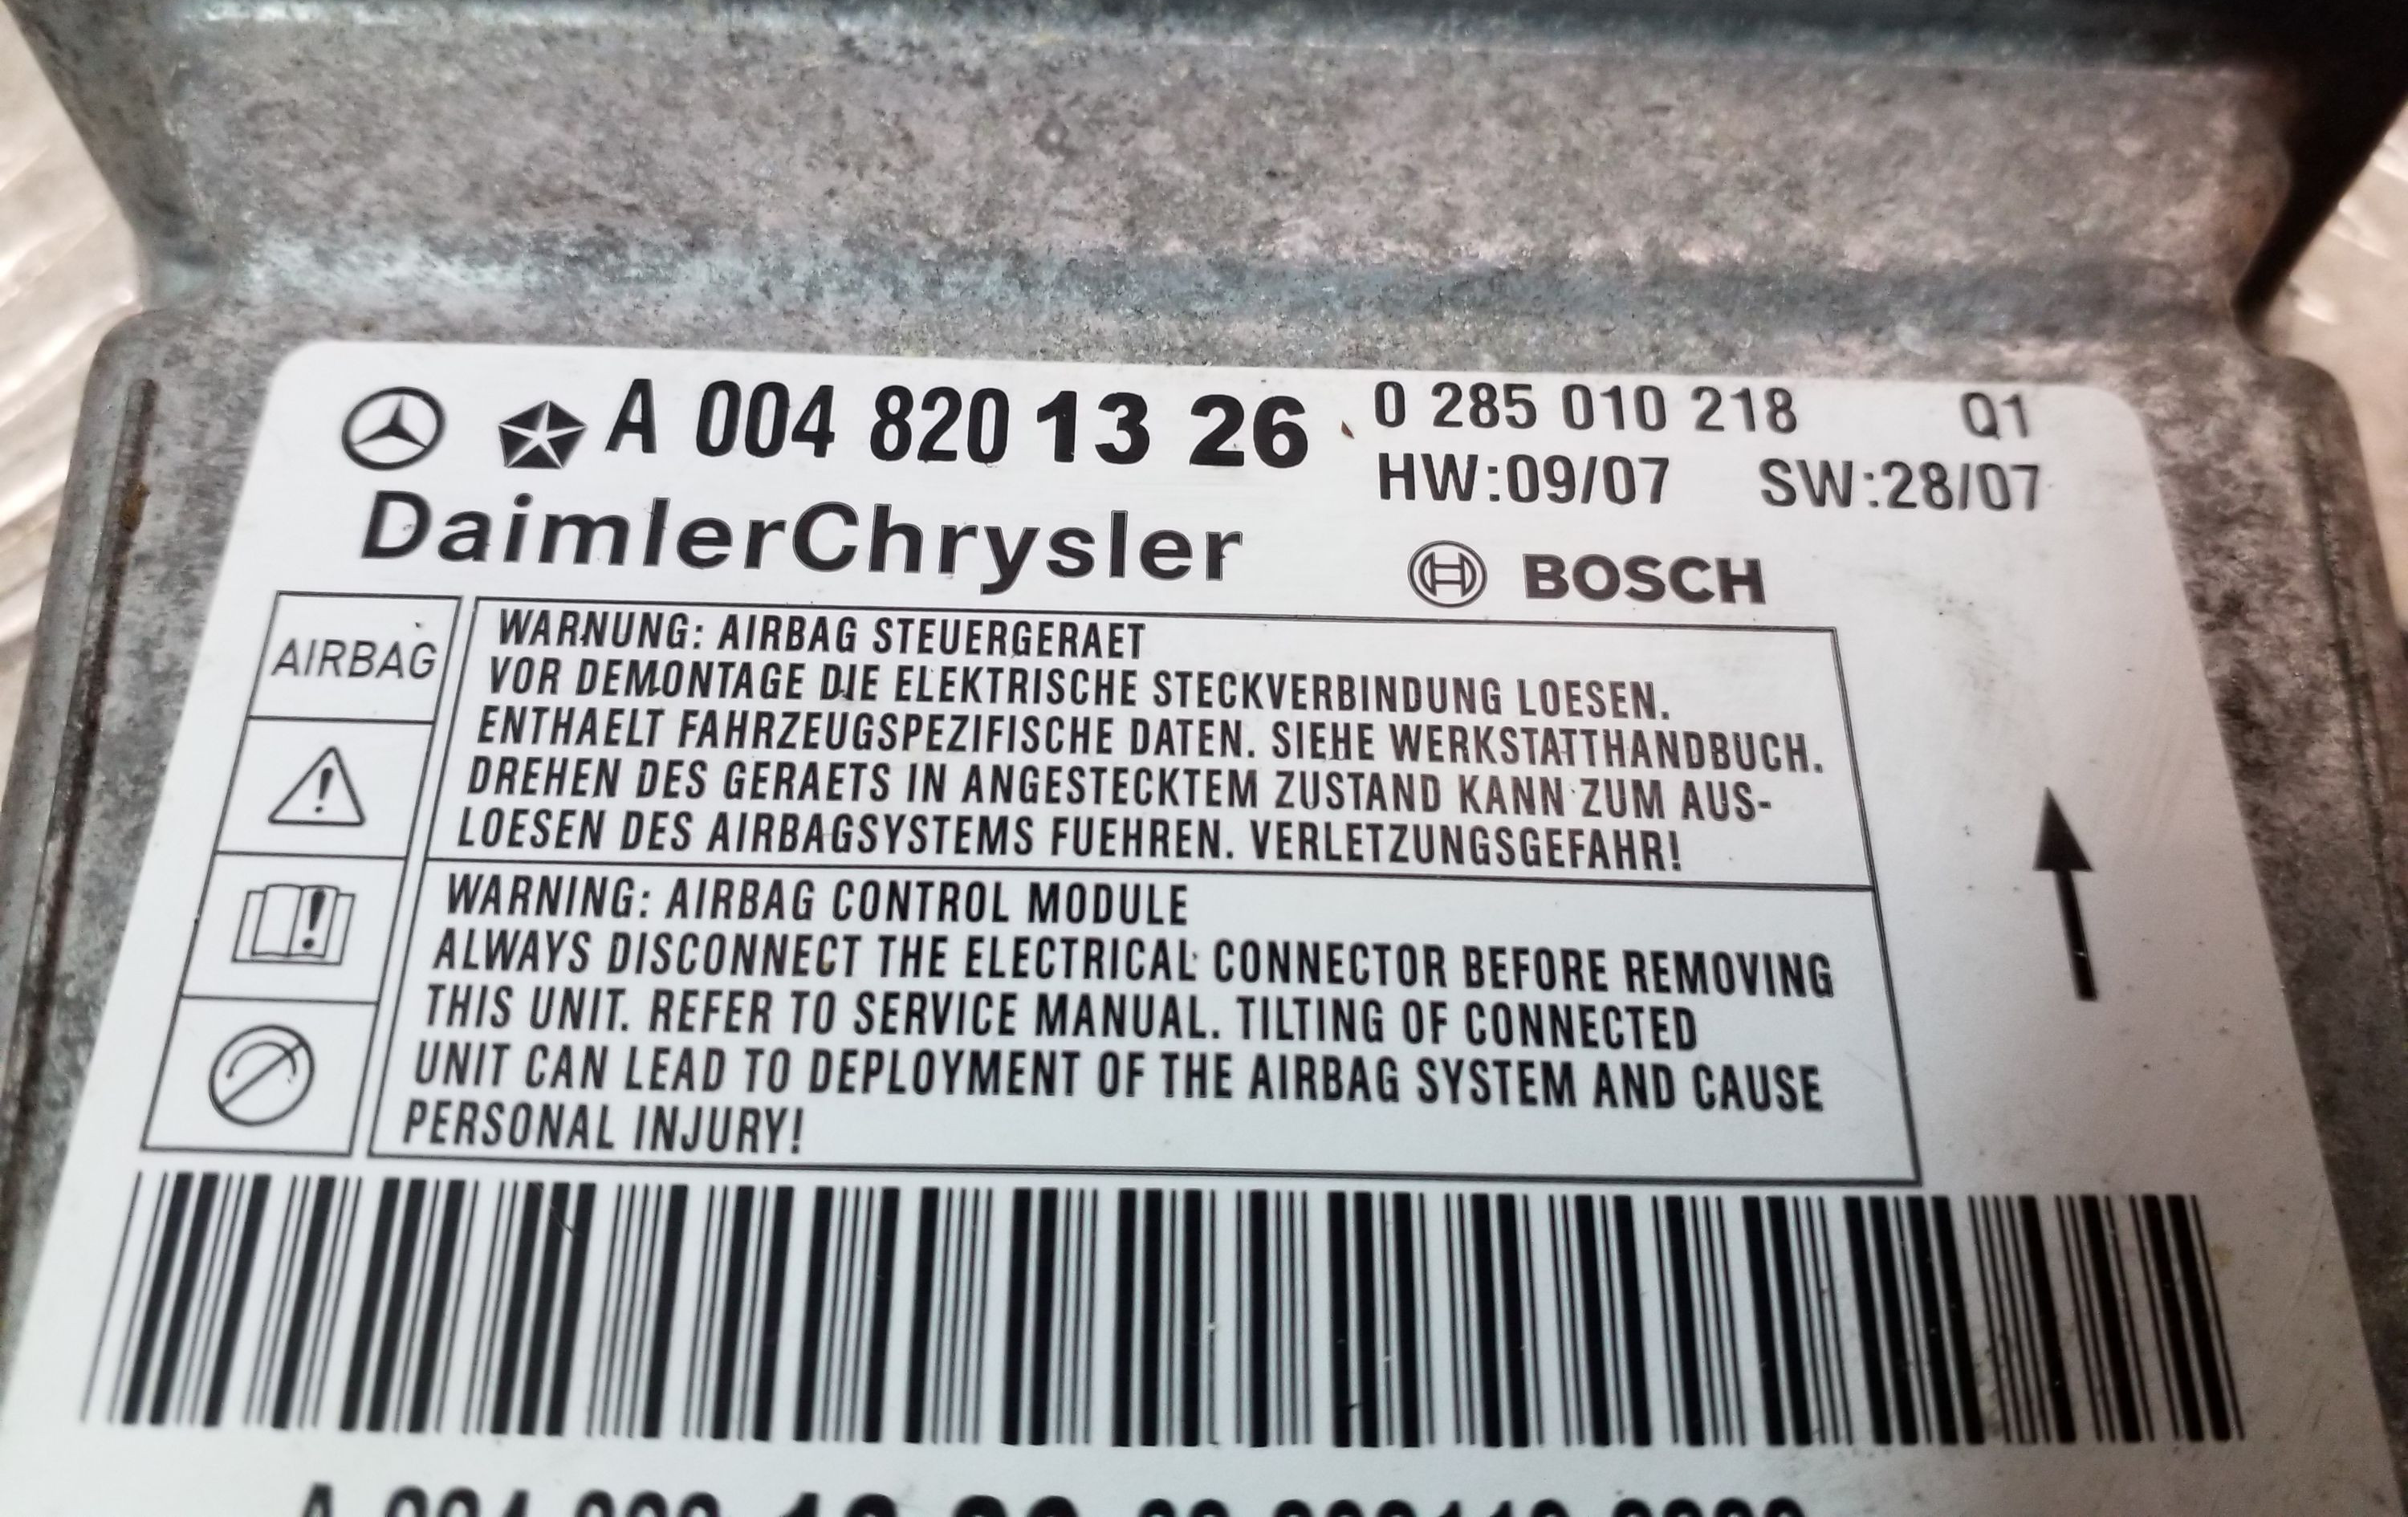 A 004 820 13 26 0 285 010 218 Q1
HW:09/07 SW:28/07
DaimlerChrysler
BOSCH
AIRBAG
WARNUNG: AIRBAG STEUERGERAET
VOR DEMONTAGE DIE ELEKTRISCHE STECKVERBINDUNG LOESEN.
ENTHAELT FAHRZEUGSPEZIFISCHE DATEN. SIEHE WERKSTATTHANDBUCH.
DREHEN DES GERAETS IN ANGESTECKTEM ZUSTAND KANN ZUM AUS-
LOESEN DES AIRBAGSYSTEMS FUEHREN. VERLETZUNGSGEFAHR!
WARNING: AIRBAG CONTROL MODULE
ALWAYS DISCONNECT THE ELECTRICAL CONNECTOR BEFORE REMOVING
THIS UNIT. REFER TO SERVICE MANUAL. TILTING OF CONNECTED
UNIT CAN LEAD TO DEPLOYMENT OF THE AIRBAG SYSTEM AND CAUSE
PERSONAL INJURY!